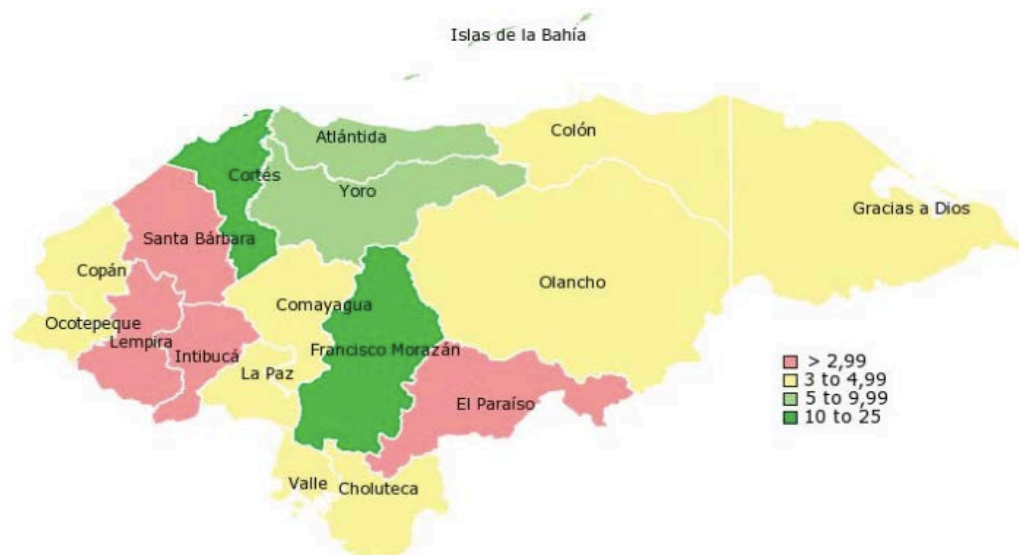 Islas de la Bahía
Atlántida
Colón
Cortés
Yoro
Gracias a Dios
Santa Bárbara
Copán
Olancho
Comayagua
Ocotepeque
Lempira
Intibucá
Francisco Morazán
La Paz
El Paraíso
Valle
Choluteca
> 2,99
3 to 4,99
5 to 9,99
10 to 25